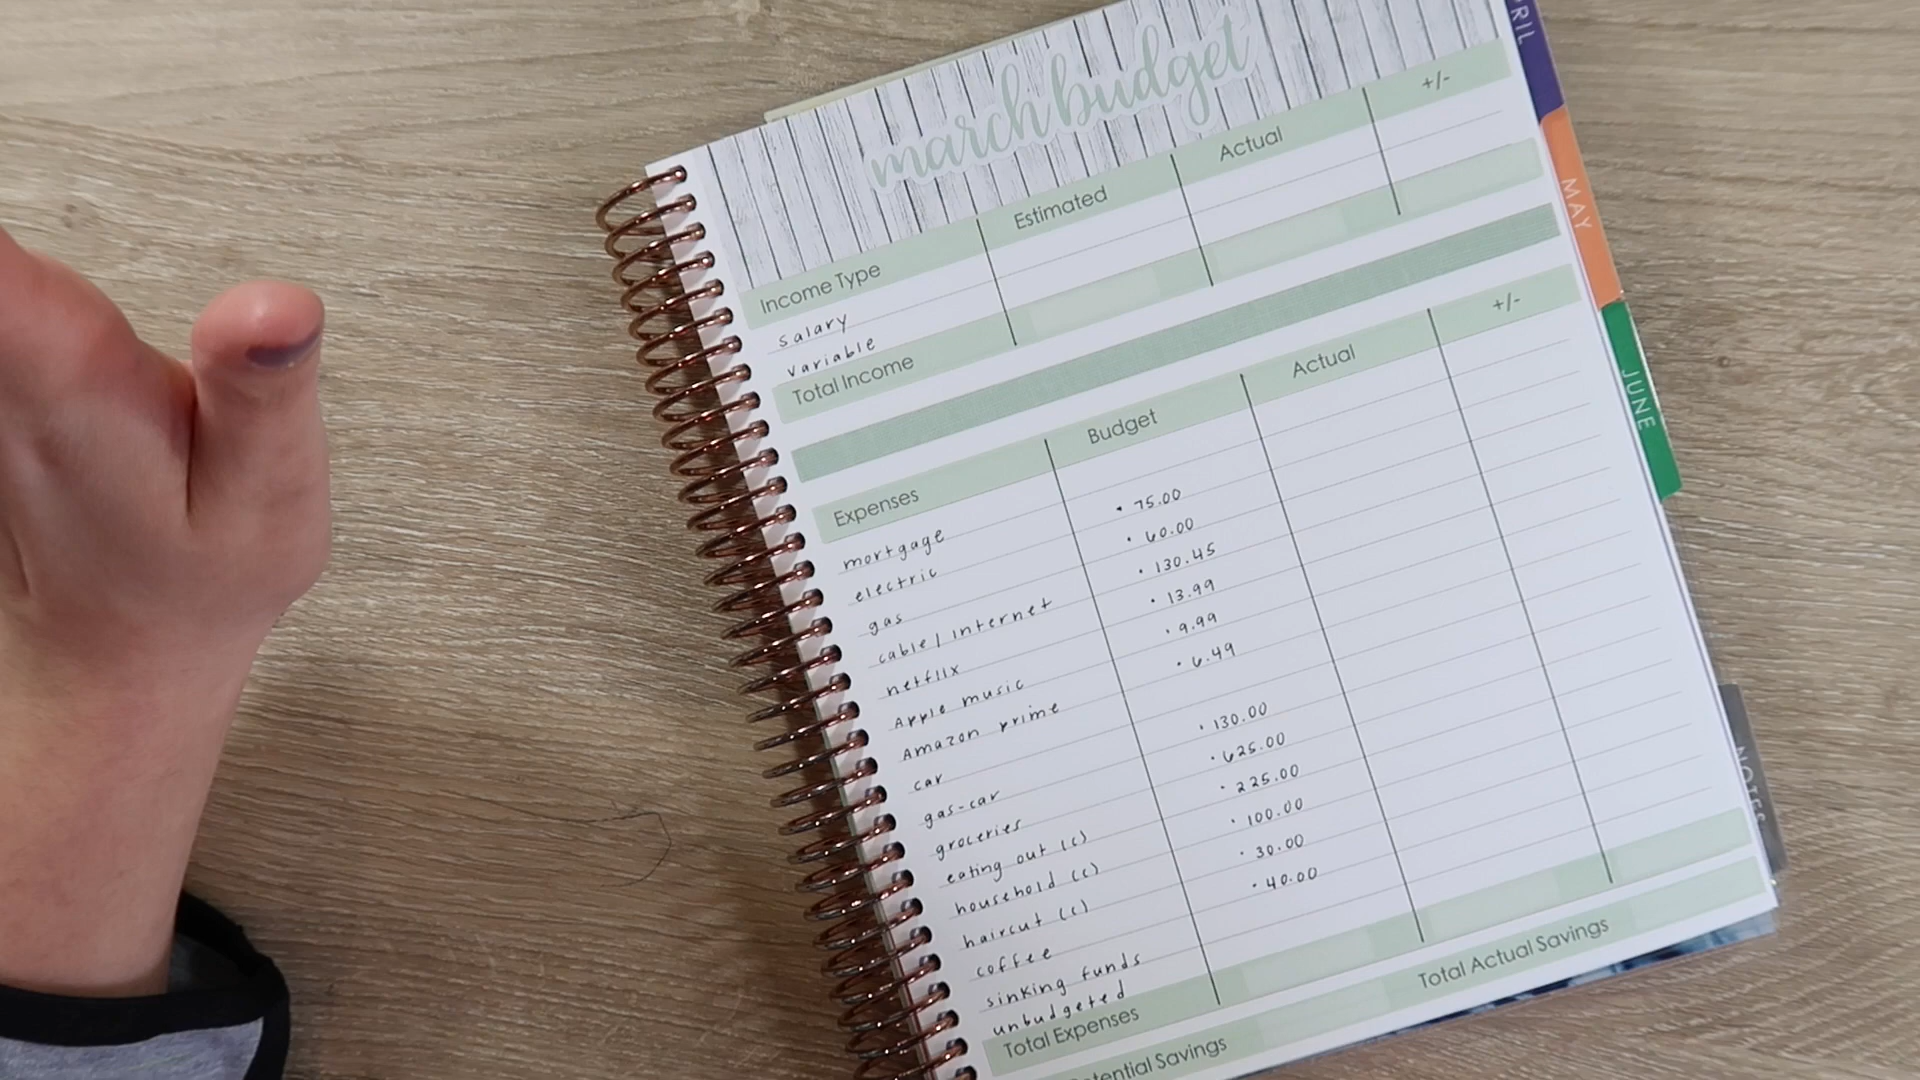 march budget
Income Type Estimated Actual +/-
salary
variable
Total Income
Expenses Budget Actual +/-
mortgage
electric · 75.00
gas · 60.00
cable/internet · 130.45
netflix · 13.99
Apple music · 9.99
Amazon prime · 6.49
car
gas-car · 130.00
groceries · 625.00
eating out (c) · 225.00
household (c) · 100.00
haircut (c) · 30.00
coffee · 40.00
sinking funds
unbudgeted
Total Expenses
Savings Total Actual Savings
MAY
JUNE
NOTES